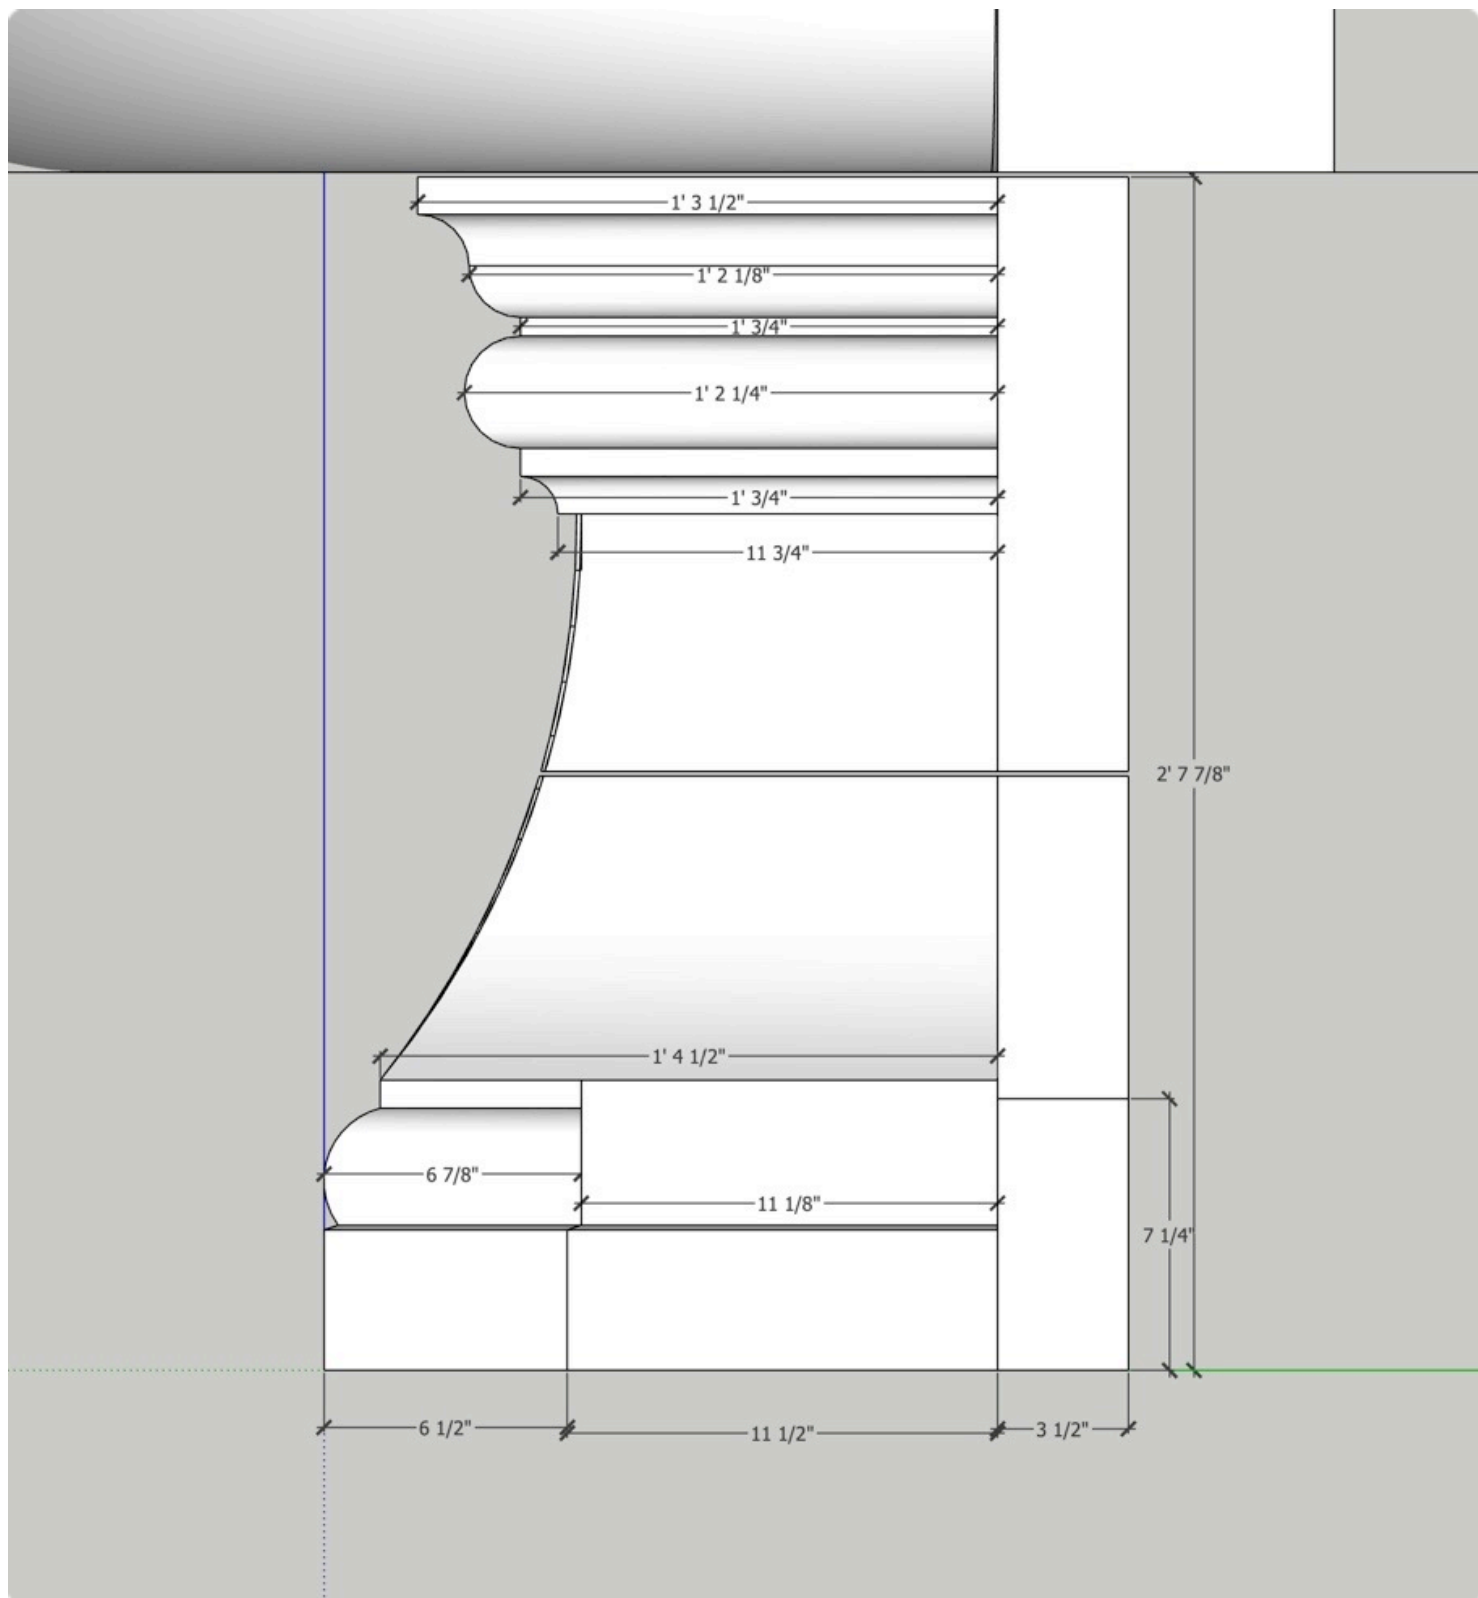 1' 3 1/2"
1' 2 1/8"
1' 3/4"
1' 2 1/4"
1' 3/4"
11 3/4"
2' 7 7/8"
1' 4 1/2"
6 7/8"
11 1/8"
7 1/4"
6 1/2"
11 1/2"
3 1/2"